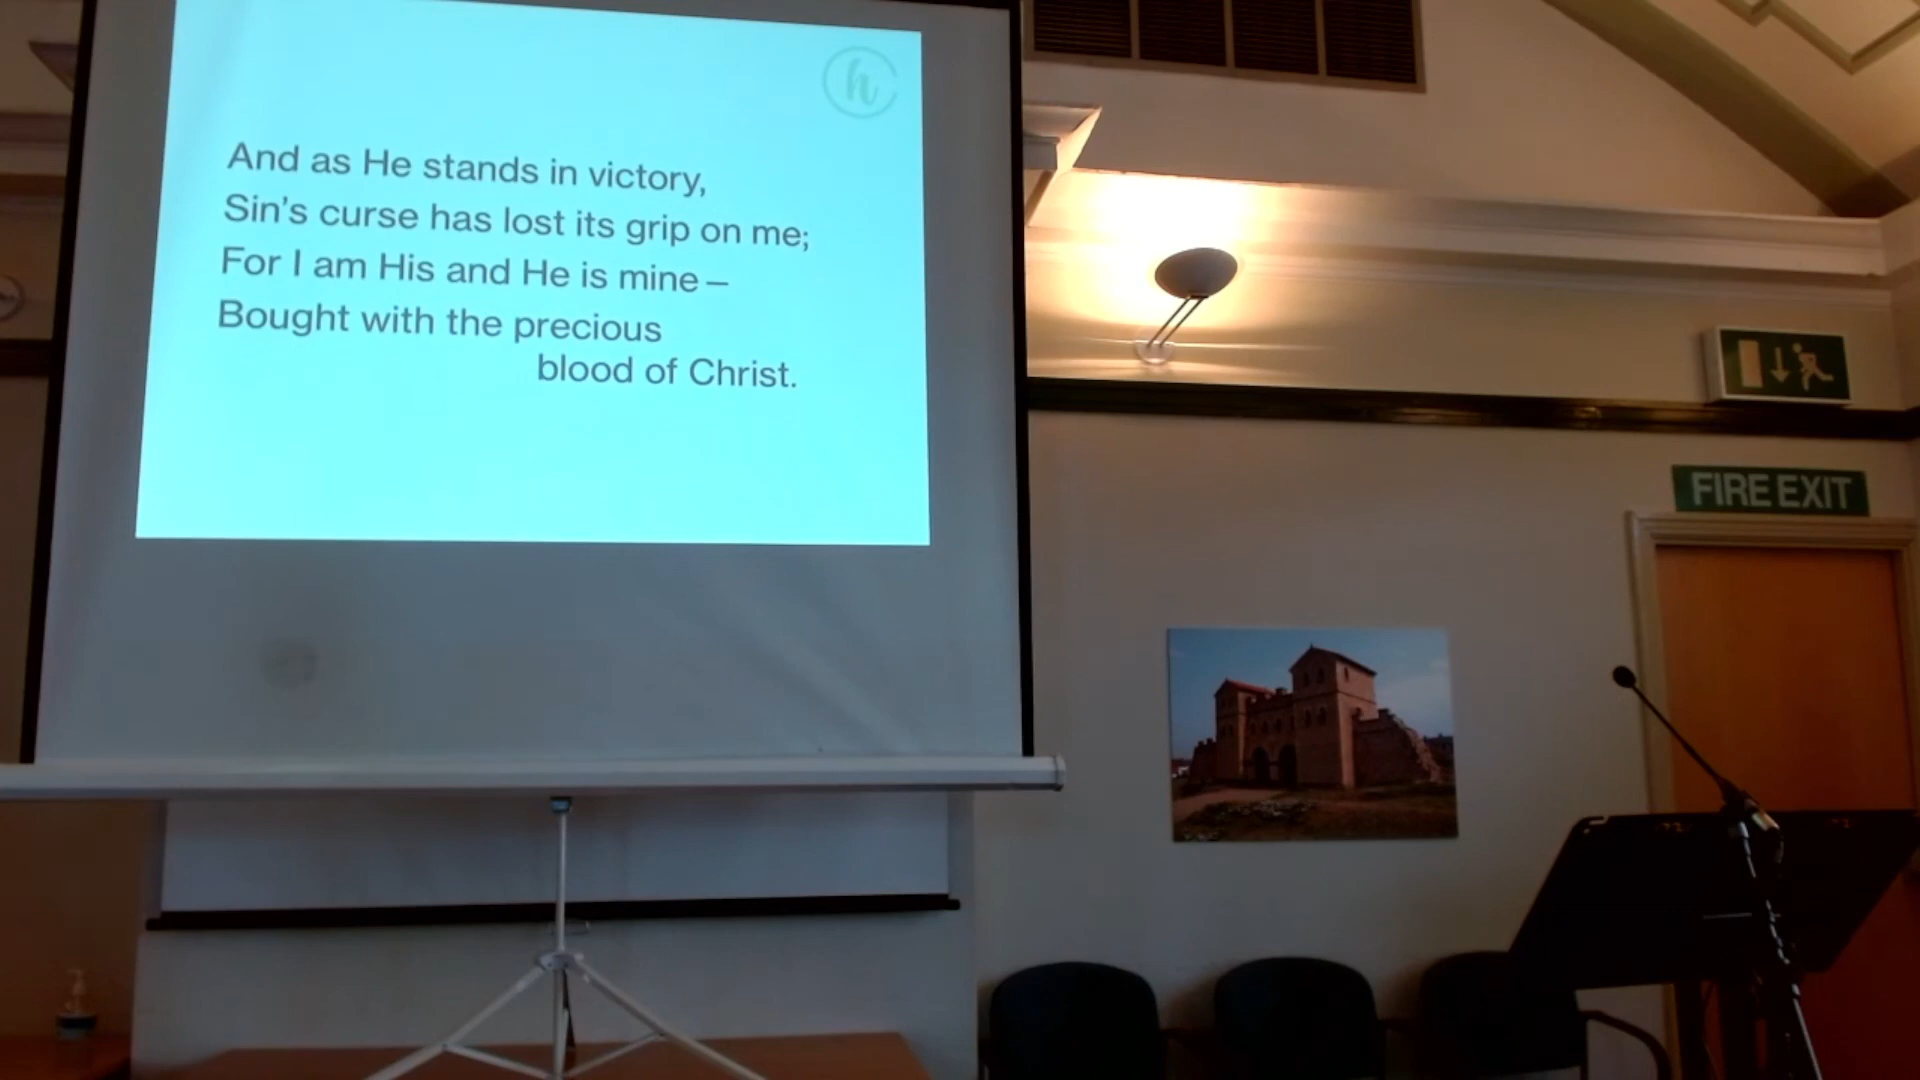 h
And as He stands in victory,
Sin's curse has lost its grip on me;
For I am His and He is mine –
Bought with the precious
blood of Christ.
FIRE EXIT